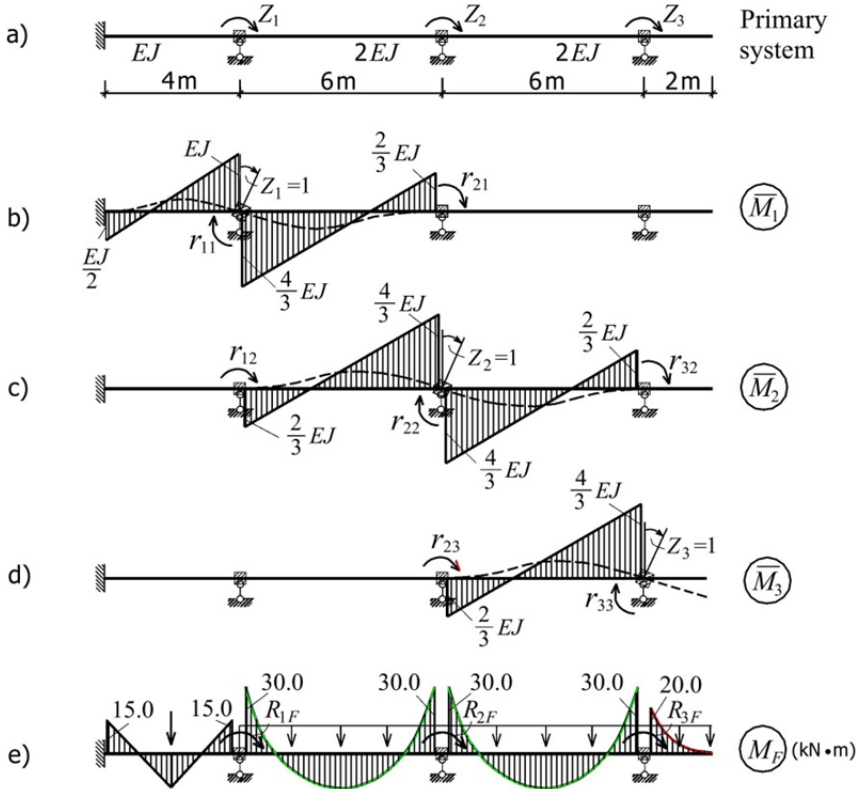 a) Z₁ Z₂ Z₃ Primary system
EJ 2EJ 2EJ
4m 6m 6m 2m
b) EJ Z₁=1 2/3 EJ r₂₁ M̅₁
EJ/2 r₁₁ 4/3 EJ
c) r₁₂ 4/3 EJ Z₂=1 2/3 EJ r₃₂ M̅₂
2/3 EJ r₂₂ 4/3 EJ
d) r₂₃ 4/3 EJ Z₃=1 M̅₃
2/3 EJ r₃₃
e) 15.0 15.0 30.0 R₁F 30.0 30.0 R₂F 30.0 20.0 R₃F M_F (kN•m)